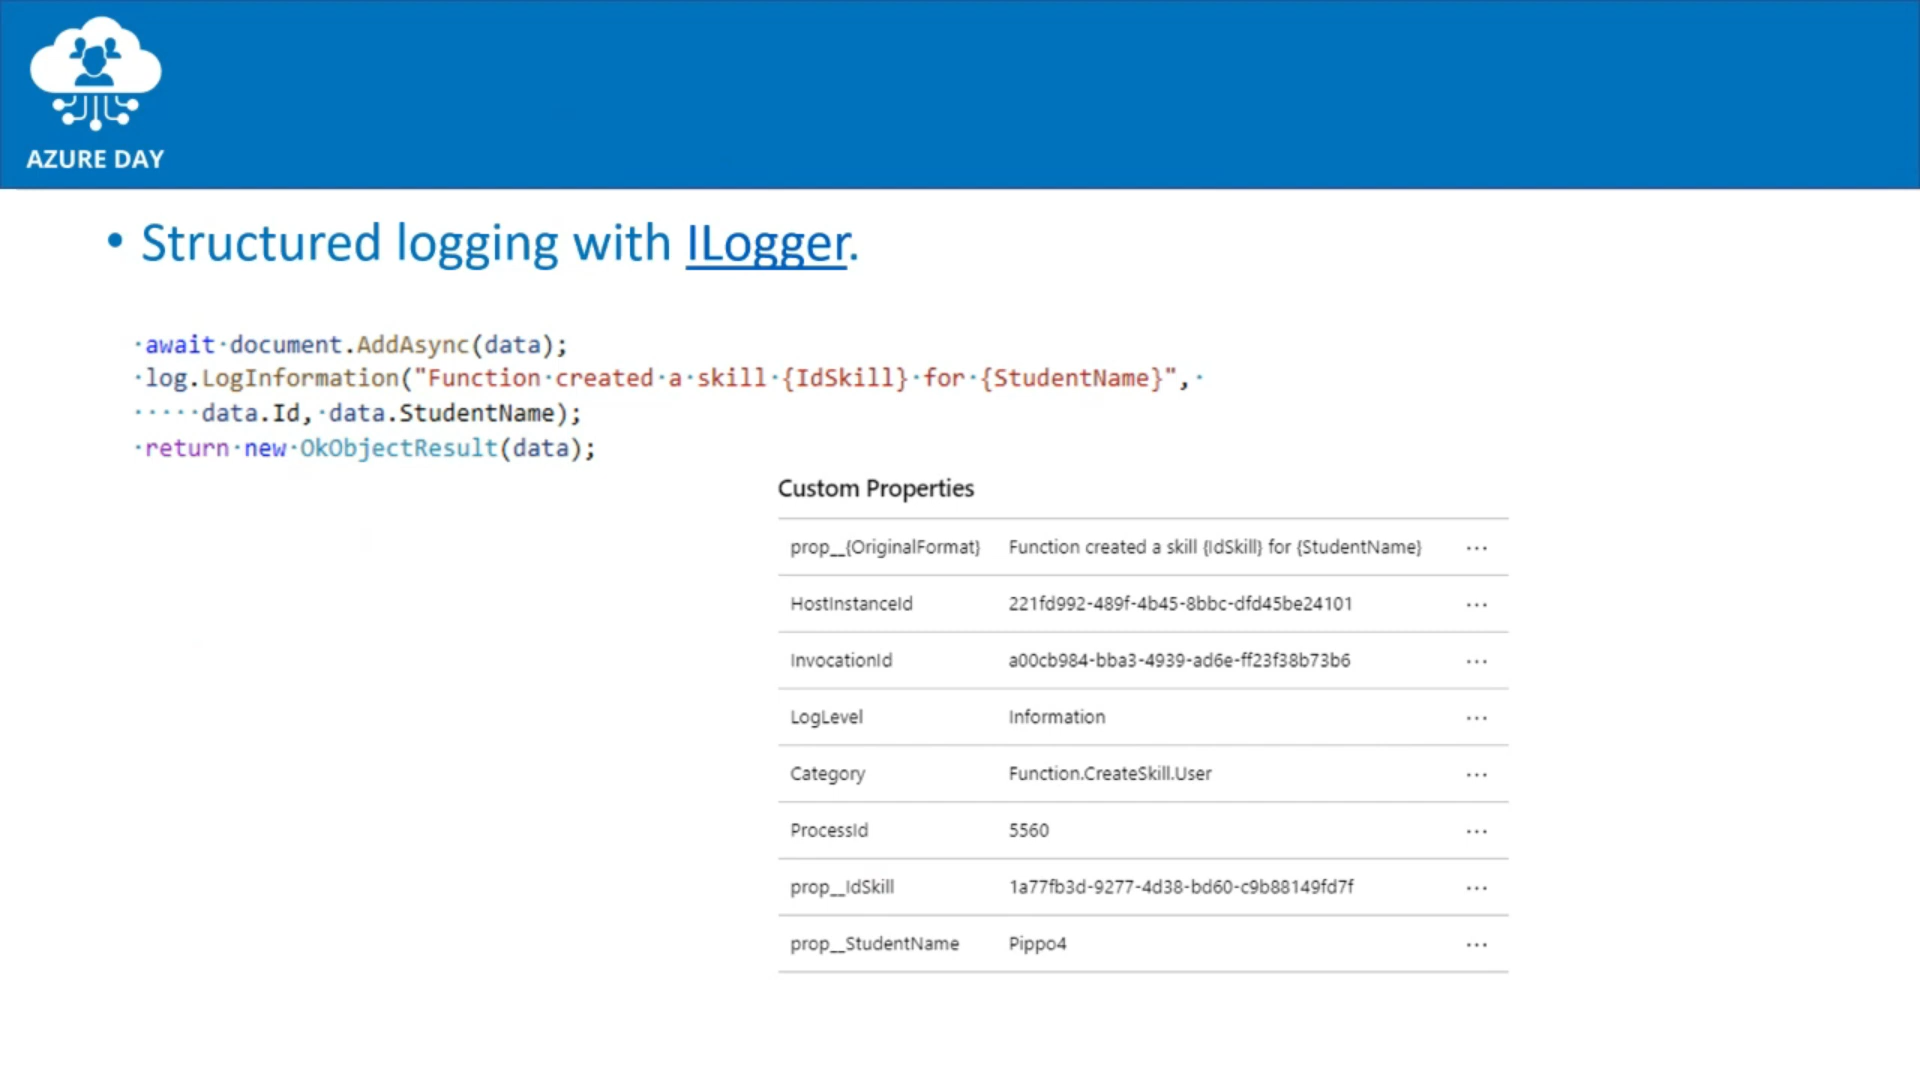 AZURE DAY
• Structured logging with ILogger.
await document.AddAsync(data);
log.LogInformation("Function created a skill {IdSkill} for {StudentName}",
data.Id, data.StudentName);
return new OkObjectResult(data);
Custom Properties
prop__{OriginalFormat} Function created a skill {IdSkill} for {StudentName} ...
HostInstanceId 221fd992-489f-4b45-8bbc-dfd45be24101 ...
InvocationId a00cb984-bba3-4939-ad6e-ff23f38b73b6 ...
LogLevel Information ...
Category Function.CreateSkill.User ...
ProcessId 5560 ...
prop__IdSkill 1a77fb3d-9277-4d38-bd60-c9b88149fd7f ...
prop__StudentName Pippo4 ...